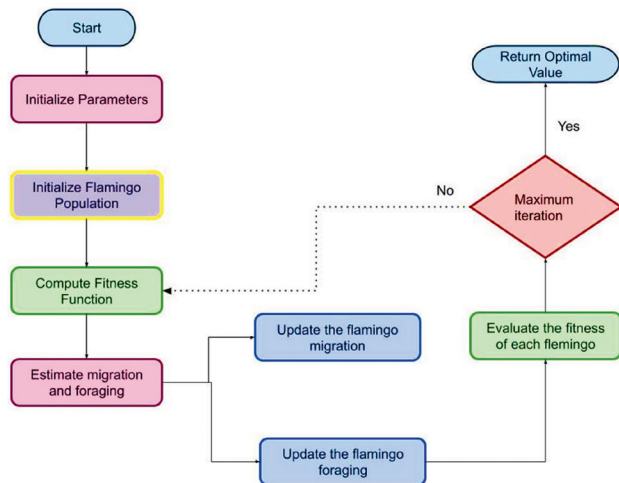 Start
Initialize Parameters
Initialize Flamingo
Population
Compute Fitness
Function
Estimate migration
and foraging
Update the flamingo
migration
Update the flamingo
foraging
Evaluate the fitness
of each flemingo
Maximum
iteration
No
Yes
Return Optimal
Value